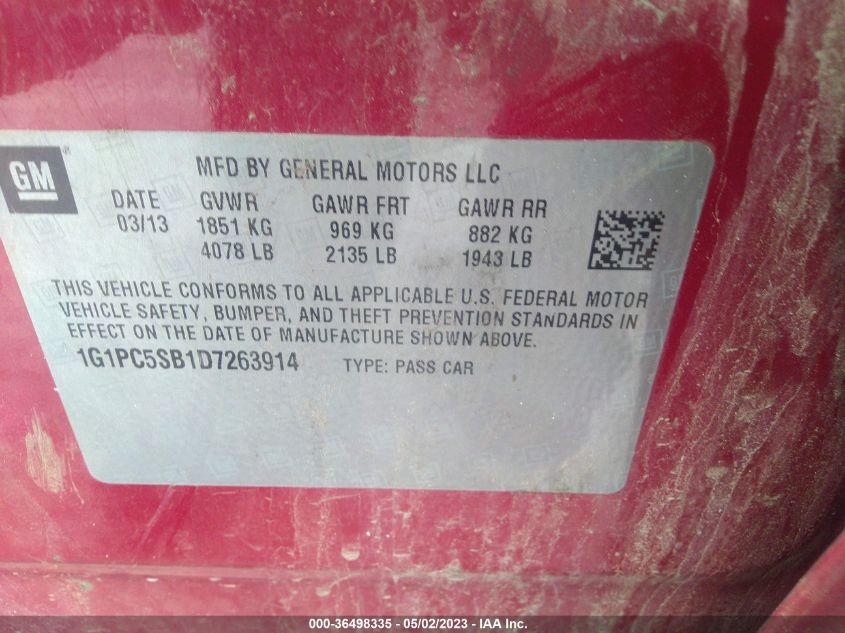 GM
MFD BY GENERAL MOTORS LLC
DATE GVWR GAWR FRT GAWR RR
03/13 1851 KG 969 KG 882 KG
4078 LB 2135 LB 1943 LB
THIS VEHICLE CONFORMS TO ALL APPLICABLE U.S. FEDERAL MOTOR
VEHICLE SAFETY, BUMPER, AND THEFT PREVENTION STANDARDS IN
EFFECT ON THE DATE OF MANUFACTURE SHOWN ABOVE.
1G1PC5SB1D7263914 TYPE: PASS CAR
000-36498335 - 05/02/2023 - IAA Inc.